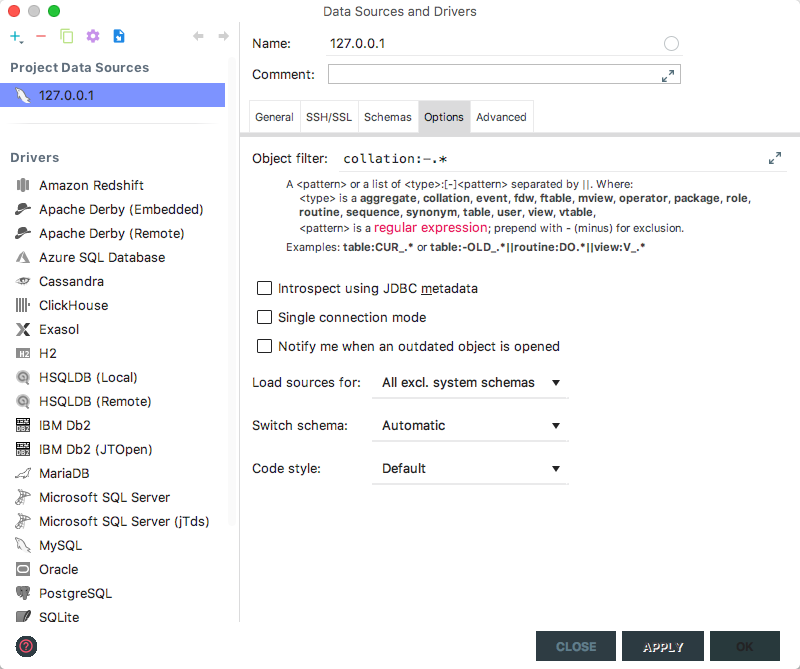 Data Sources and Drivers
Project Data Sources
127.0.0.1
Drivers
Amazon Redshift
Apache Derby (Embedded)
Apache Derby (Remote)
Azure SQL Database
Cassandra
ClickHouse
Exasol
H2
HSQLDB (Local)
HSQLDB (Remote)
IBM Db2
IBM Db2 (JTOpen)
MariaDB
Microsoft SQL Server
Microsoft SQL Server (jTds)
MySQL
Oracle
PostgreSQL
SQLite
Name: 127.0.0.1
Comment:
General SSH/SSL Schemas Options Advanced
Object filter: collation:-.*
A <pattern> or a list of <type>:[-]<pattern> separated by ||. Where:
<type> is a aggregate, collation, event, fdw, ftable, mview, operator, package, role,
routine, sequence, synonym, table, user, view, vtable,
<pattern> is a regular expression; prepend with - (minus) for exclusion.
Examples: table:CUR_.* or table:-OLD_.*||routine:DO.*||view:V_.*
Introspect using JDBC metadata
Single connection mode
Notify me when an outdated object is opened
Load sources for: All excl. system schemas
Switch schema: Automatic
Code style: Default
?
CLOSE APPLY OK